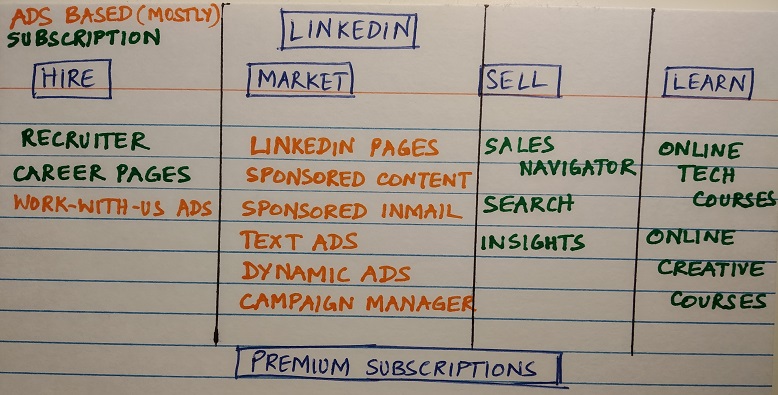 ADS BASED (MOSTLY)
SUBSCRIPTION
LINKEDIN
HIRE
RECRUITER
CAREER PAGES
WORK-WITH-US ADS
MARKET
LINKEDIN PAGES
SPONSORED CONTENT
SPONSORED INMAIL
TEXT ADS
DYNAMIC ADS
CAMPAIGN MANAGER
SELL
SALES
NAVIGATOR
SEARCH
INSIGHTS
LEARN
ONLINE
TECH
COURSES
ONLINE
CREATIVE
COURSES
PREMIUM SUBSCRIPTIONS